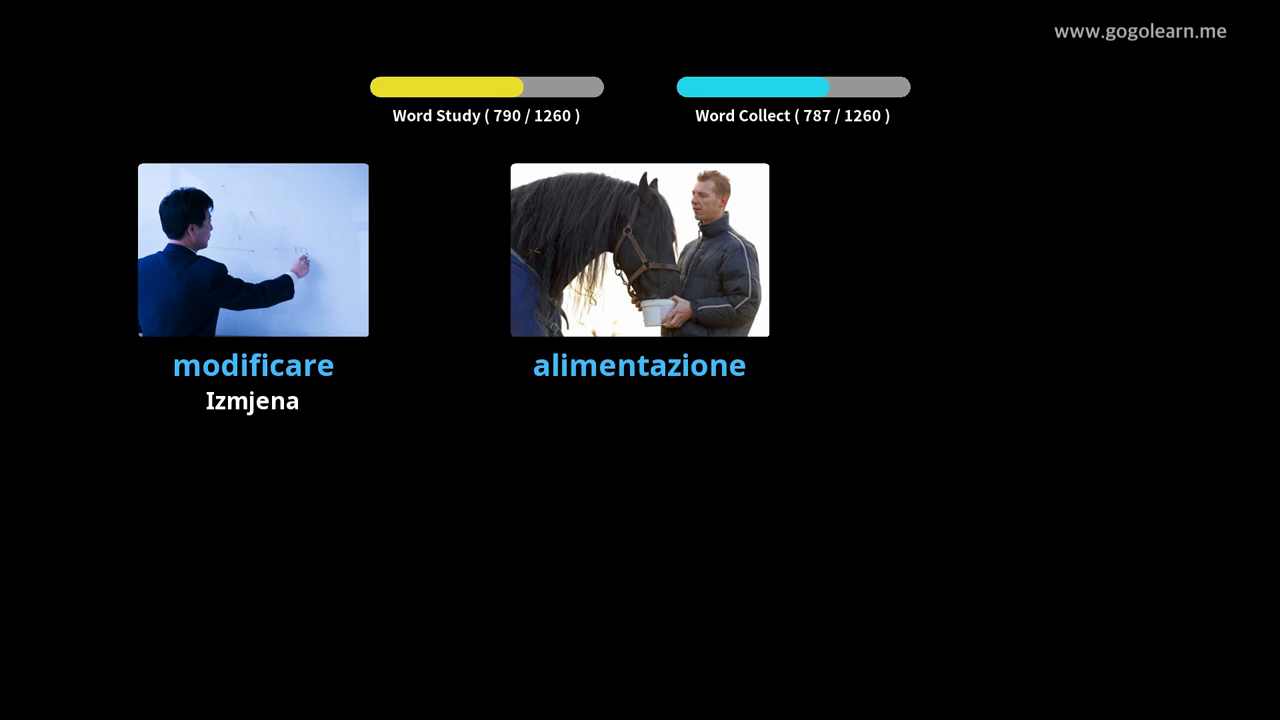 www.gogolearn.me
Word Study ( 790 / 1260 )
Word Collect ( 787 / 1260 )
modificare
Izmjena
alimentazione